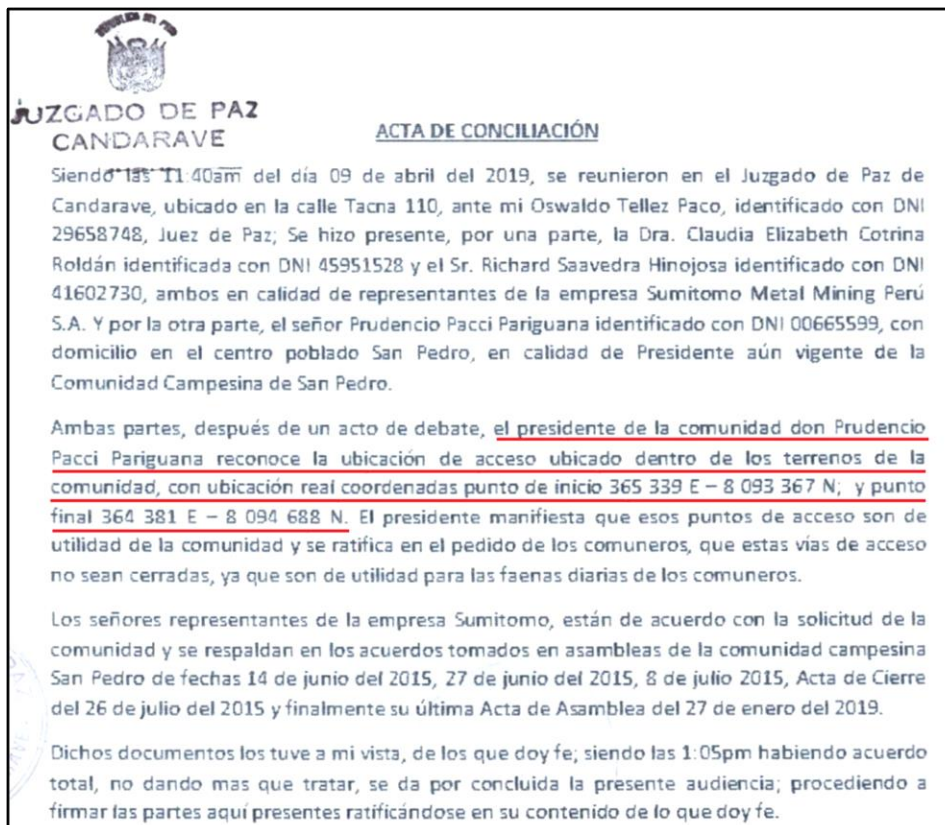 REPUBLICA DEL PERU
JUZGADO DE PAZ
CANDARAVE
ACTA DE CONCILIACIÓN
Siendo las 11:40am del día 09 de abril del 2019, se reunieron en el Juzgado de Paz de
Candarave, ubicado en la calle Tacna 110, ante mi Oswaldo Tellez Paco, identificado con DNI
29658748, Juez de Paz; Se hizo presente, por una parte, la Dra. Claudia Elizabeth Cotrina
Roldán identificada con DNI 45951528 y el Sr. Richard Saavedra Hinojosa identificado con DNI
41602730, ambos en calidad de representantes de la empresa Sumitomo Metal Mining Perú
S.A. Y por la otra parte, el señor Prudencio Pacci Pariguana identificado con DNI 00665599, con
domicilio en el centro poblado San Pedro, en calidad de Presidente aún vigente de la
Comunidad Campesina de San Pedro.
Ambas partes, después de un acto de debate, el presidente de la comunidad don Prudencio
Pacci Pariguana reconoce la ubicación de acceso ubicado dentro de los terrenos de la
comunidad, con ubicación real coordenadas punto de inicio 365 339 E – 8 093 367 N; y punto
final 364 381 E – 8 094 688 N. El presidente manifiesta que esos puntos de acceso son de
utilidad de la comunidad y se ratifica en el pedido de los comuneros, que estas vías de acceso
no sean cerradas, ya que son de utilidad para las faenas diarias de los comuneros.
Los señores representantes de la empresa Sumitomo, están de acuerdo con la solicitud de la
comunidad y se respaldan en los acuerdos tomados en asambleas de la comunidad campesina
San Pedro de fechas 14 de junio del 2015, 27 de junio del 2015, 8 de julio 2015, Acta de Cierre
del 26 de julio del 2015 y finalmente su última Acta de Asamblea del 27 de enero del 2019.
Dichos documentos los tuve a mi vista, de los que doy fe; siendo las 1:05pm habiendo acuerdo
total, no dando mas que tratar, se da por concluida la presente audiencia; procediendo a
firmar las partes aquí presentes ratificándose en su contenido de lo que doy fe.